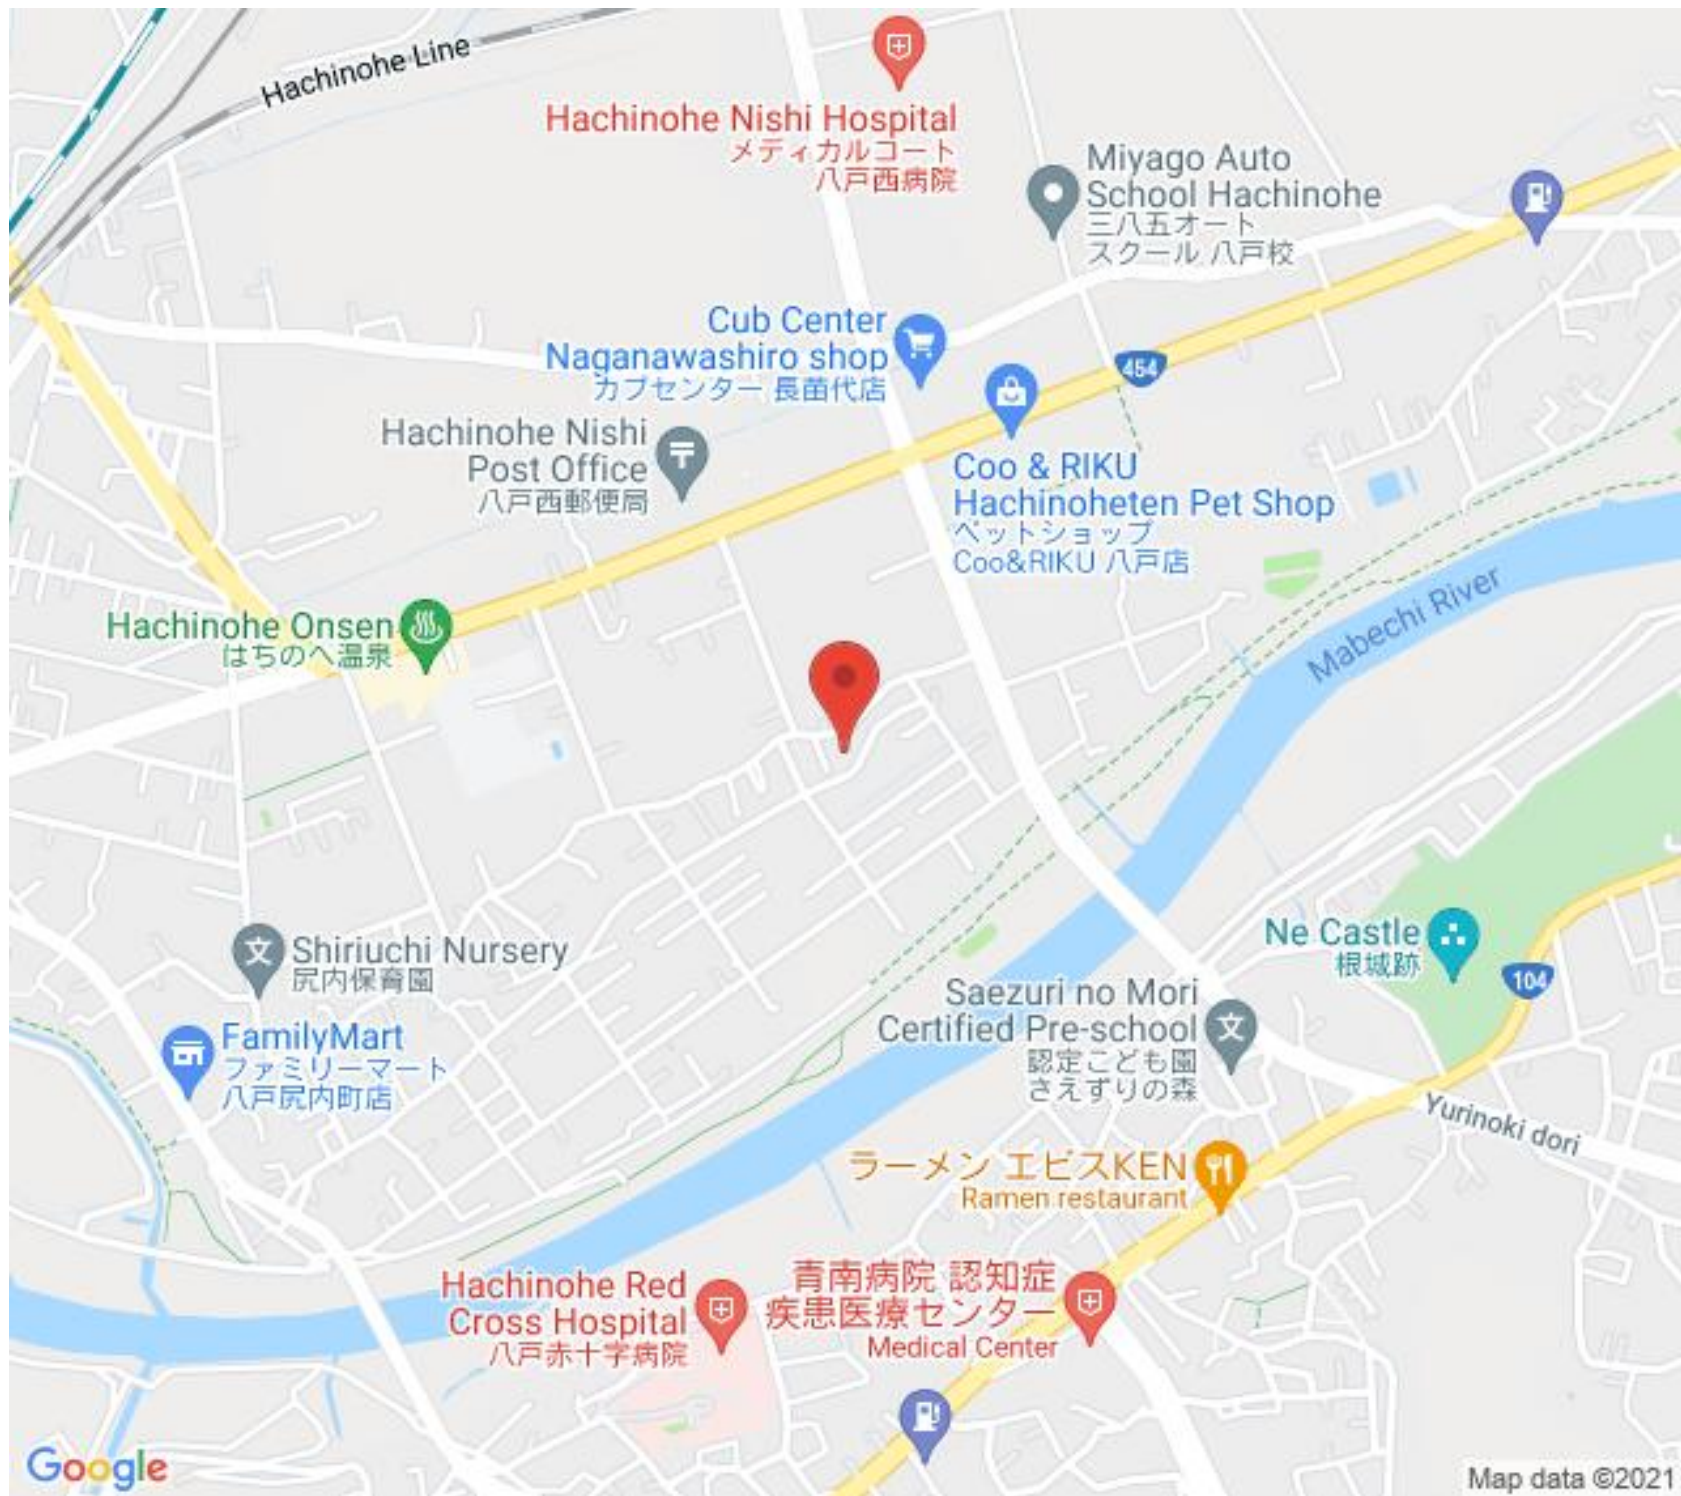 Hachinohe Line
Hachinohe Nishi Hospital
メディカルコート
八戸西病院
Miyago Auto
School Hachinohe
三八五オート
スクール 八戸校
Cub Center
Naganawashiro shop
カブセンター 長苗代店
454
Hachinohe Nishi
Post Office
八戸西郵便局
Coo & RIKU
Hachinoheten Pet Shop
ペットショップ
Coo&RIKU 八戸店
Hachinohe Onsen
はちのへ温泉
Mabechi River
Ne Castle
根城跡
104
Shiriuchi Nursery
尻内保育園
Saezuri no Mori
Certified Pre-school
認定こども園
さえずりの森
FamilyMart
ファミリーマート
八戸尻内町店
Yurinoki dori
ラーメン エビスKEN
Ramen restaurant
Hachinohe Red
Cross Hospital
八戸赤十字病院
青南病院 認知症
疾患医療センター
Medical Center
Google
Map data ©2021